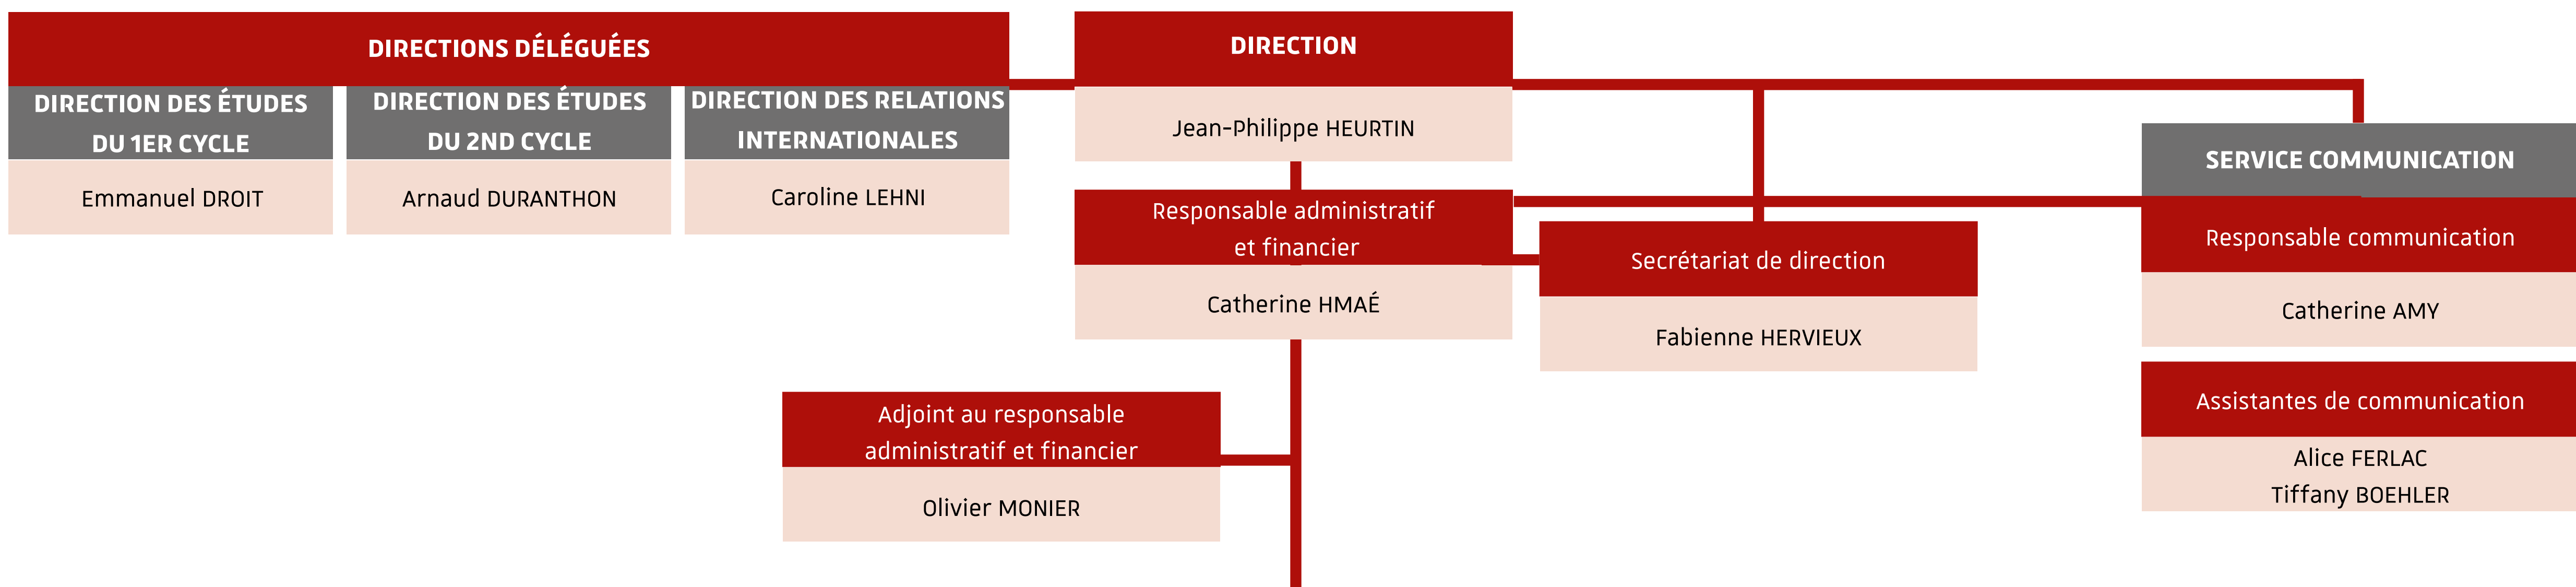 DIRECTIONS DÉLÉGUÉES
DIRECTION DES ÉTUDES
DU 1ER CYCLE
Emmanuel DROIT
DIRECTION DES ÉTUDES
DU 2ND CYCLE
Arnaud DURANTHON
DIRECTION DES RELATIONS
INTERNATIONALES
Caroline LEHNI
DIRECTION
Jean-Philippe HEURTIN
Responsable administratif
et financier
Catherine HMAÉ
Secrétariat de direction
Fabienne HERVIEUX
SERVICE COMMUNICATION
Responsable communication
Catherine AMY
Assistantes de communication
Alice FERLAC
Tiffany BOEHLER
Adjoint au responsable
administratif et financier
Olivier MONIER